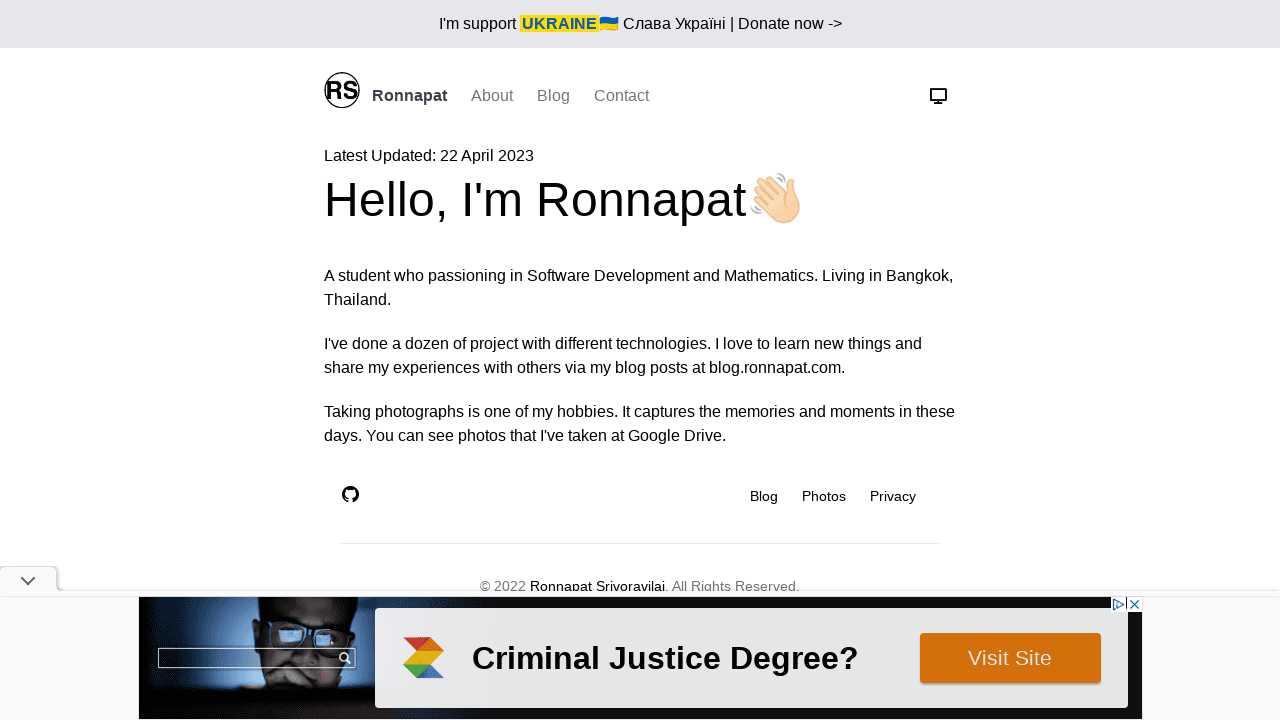 I'm support UKRAINE🇺🇦 Слава Україні | Donate now ->
RS
Ronnapat About Blog Contact
Latest Updated: 22 April 2023
Hello, I'm Ronnapat👋🏻
A student who passioning in Software Development and Mathematics. Living in Bangkok,
Thailand.
I've done a dozen of project with different technologies. I love to learn new things and
share my experiences with others via my blog posts at blog.ronnapat.com.
Taking photographs is one of my hobbies. It captures the memories and moments in these
days. You can see photos that I've taken at Google Drive.
Blog Photos Privacy
© 2022 Ronnapat Srivoravilai. All Rights Reserved.
Criminal Justice Degree?
Visit Site